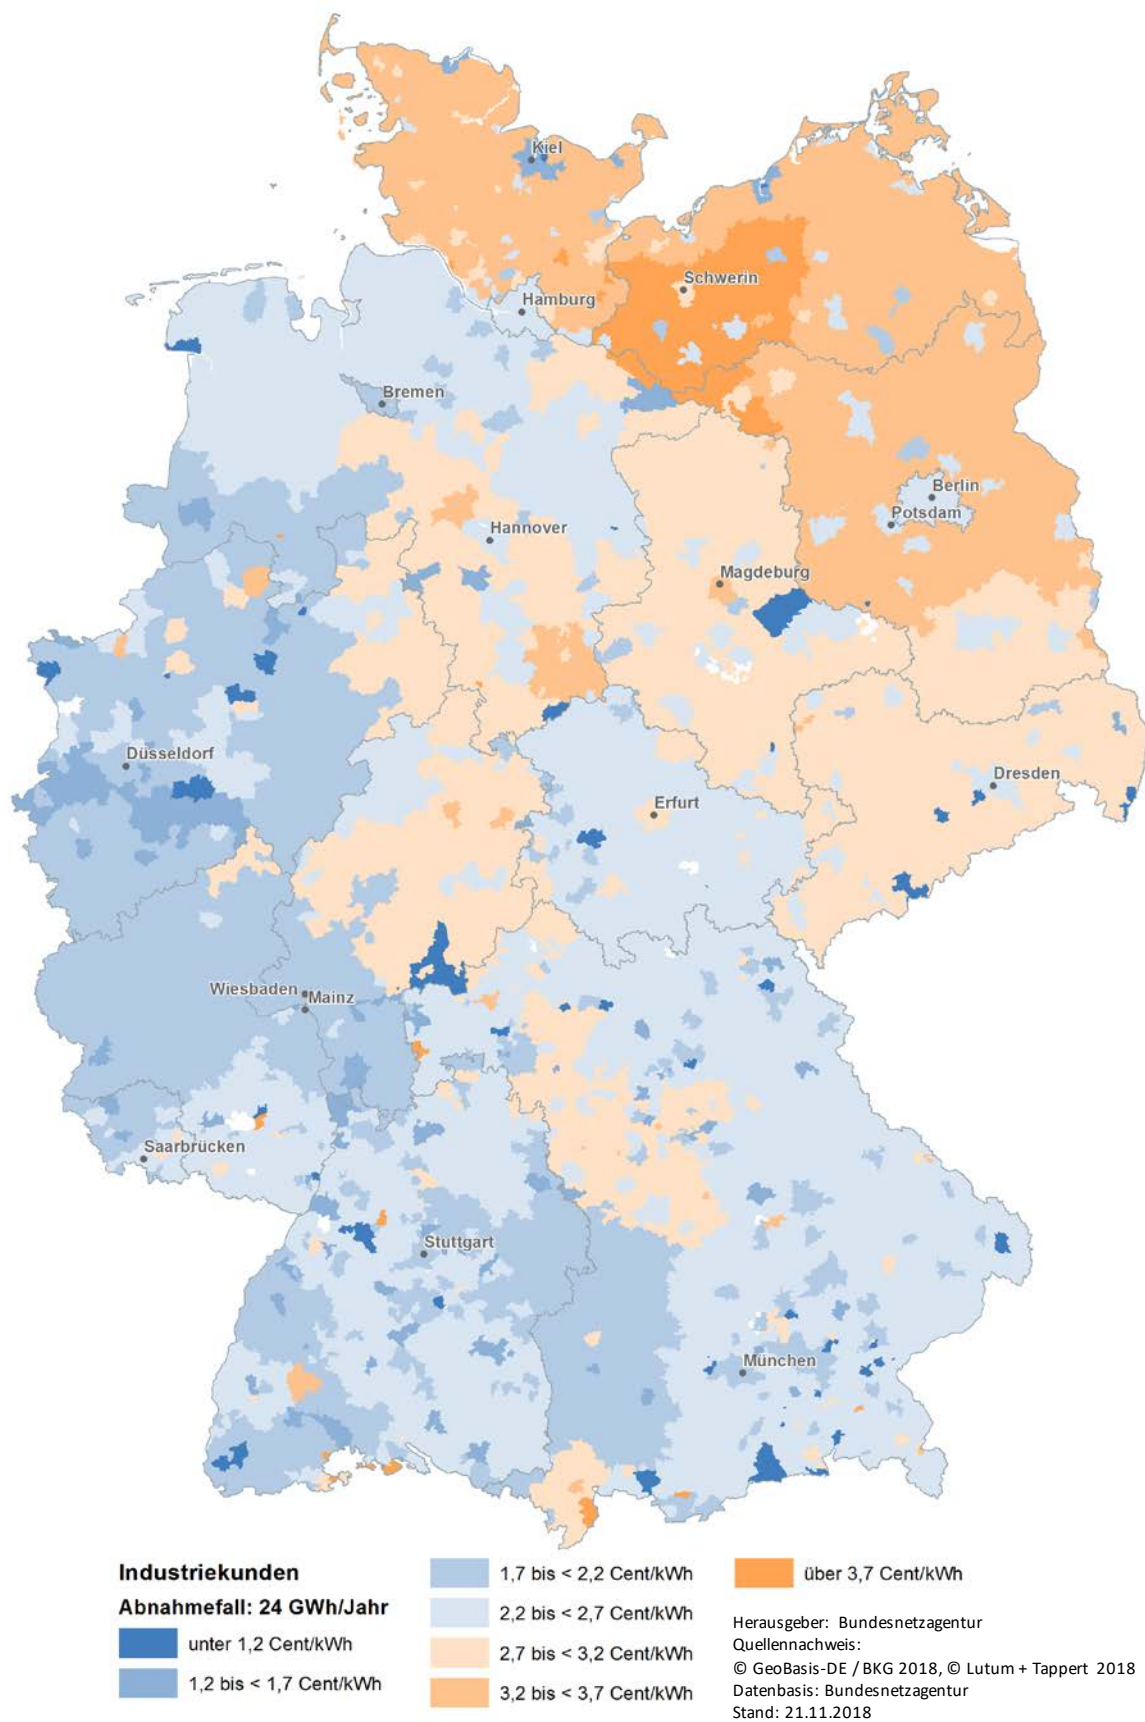 Kiel
Schwerin
Hamburg
Bremen
Berlin
Potsdam
Hannover
Magdeburg
Düsseldorf
Dresden
Erfurt
Wiesbaden
Mainz
Saarbrücken
Stuttgart
München
Industriekunden
Abnahmefall: 24 GWh/Jahr
unter 1,2 Cent/kWh
1,2 bis < 1,7 Cent/kWh
1,7 bis < 2,2 Cent/kWh
2,2 bis < 2,7 Cent/kWh
2,7 bis < 3,2 Cent/kWh
3,2 bis < 3,7 Cent/kWh
über 3,7 Cent/kWh
Herausgeber: Bundesnetzagentur
Quellennachweis:
© GeoBasis-DE / BKG 2018, © Lutum + Tappert 2018
Datenbasis: Bundesnetzagentur
Stand: 21.11.2018